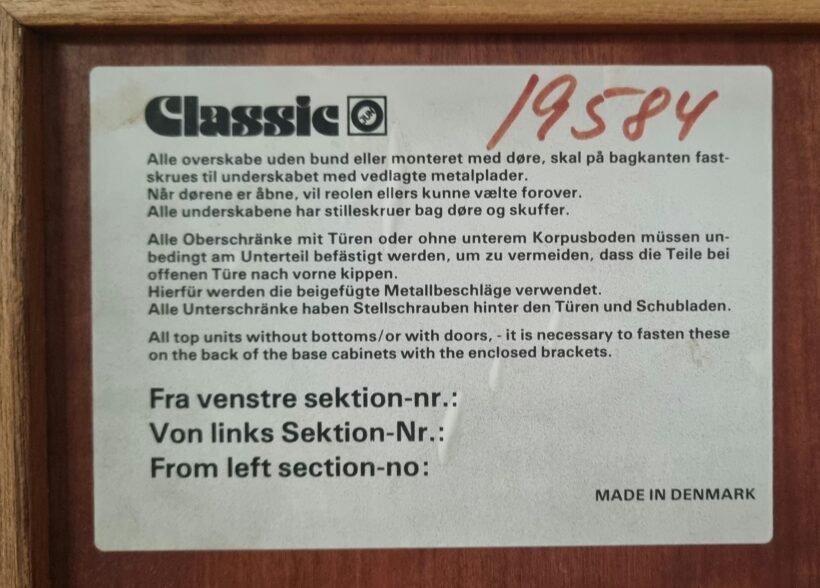 Classic JUN 19584
Alle overskabe uden bund eller monteret med døre, skal på bagkanten fast-
skrues til underskabet med vedlagte metalplader.
Når dørene er åbne, vil reolen ellers kunne vælte forover.
Alle underskabene har stilleskruer bag døre og skuffer.
Alle Oberschränke mit Türen oder ohne unterem Korpusboden müssen un-
bedingt am Unterteil befästigt werden, um zu vermeiden, dass die Teile bei
offenen Türe nach vorne kippen.
Hierfür werden die beigefügte Metallbeschläge verwendet.
Alle Unterschränke haben Stellschrauben hinter den Türen und Schubladen.
All top units without bottoms/or with doors, - it is necessary to fasten these
on the back of the base cabinets with the enclosed brackets.
Fra venstre sektion-nr.:
Von links Sektion-Nr.:
From left section-no:
MADE IN DENMARK